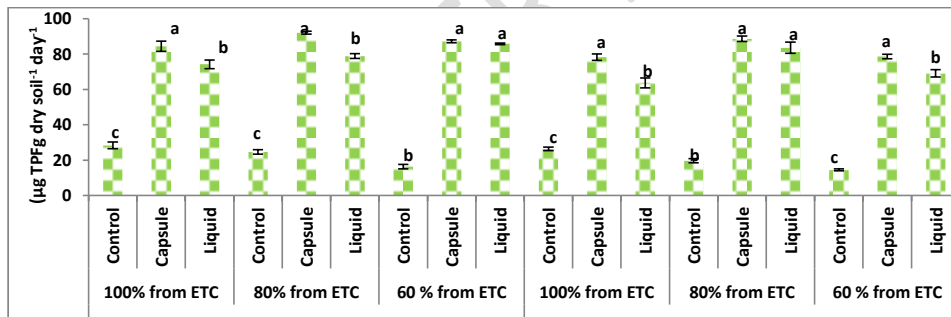 (µg TPFg dry soil⁻¹ day⁻¹
100
80
60
40
20
0
c a b c a b b a a c a b b a a c a b
Control Capsule Liquid Control Capsule Liquid Control Capsule Liquid Control Capsule Liquid Control Capsule Liquid Control Capsule Liquid
100% from ETC 80% from ETC 60 % from ETC 100% from ETC 80% from ETC 60 % from ETC